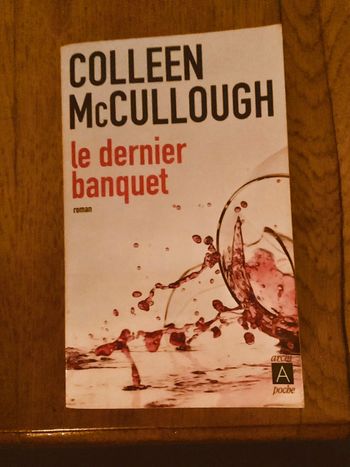 COLLEEN
McCULLOUGH
le dernier
banquet
roman
archi
A
poche